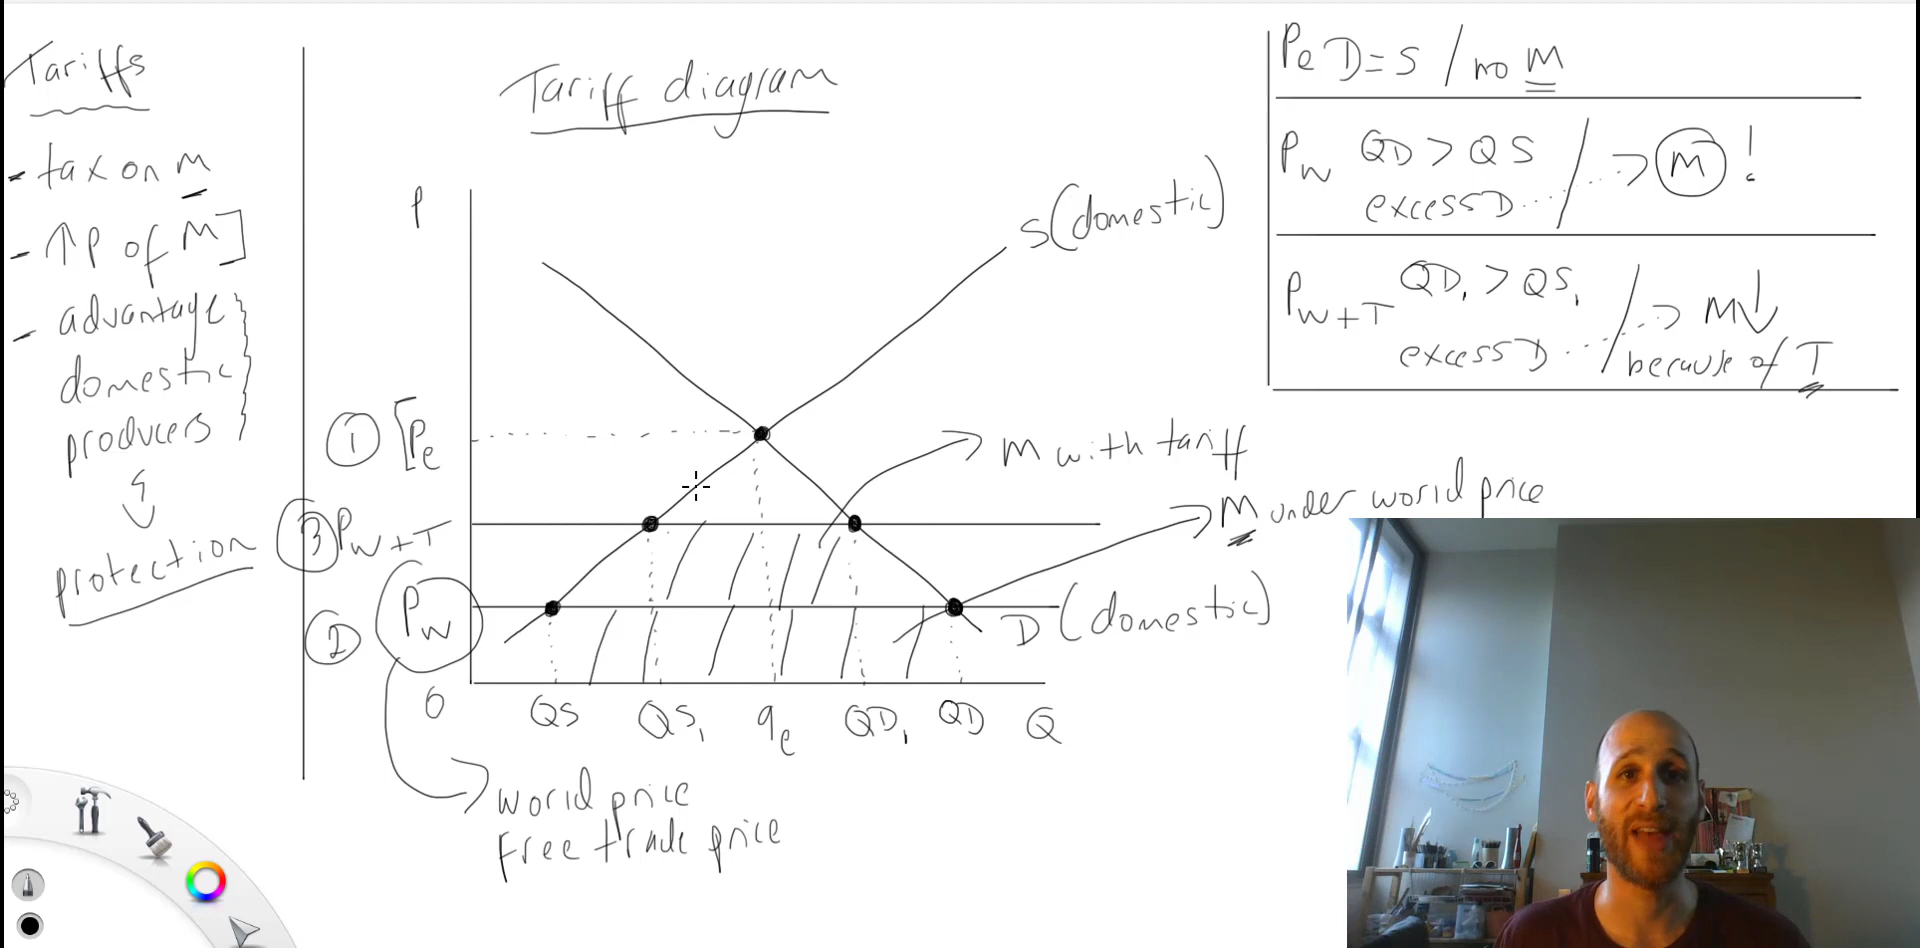 Tariffs
- tax on M
- ↑P of M]
- advantage
domestic
producers
protection
Tariff diagram
P
S(domestic)
① [Pe
③ Pw+T
② Pw
D (domestic)
M with tariff
M under world price
0
QS
QS₁
qe
QD₁
QD
Q
world price
free trade price
Pe D=S / no M
Pw QD > QS / → M !
excess D
Pw+T QD₁ > QS₁ / → M↓
excess D
because of T